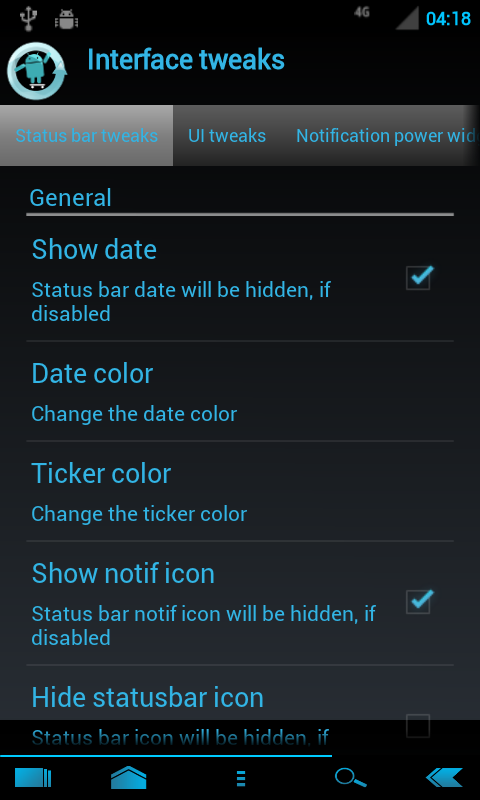 4G 04:18
Interface tweaks
Status bar tweaks UI tweaks Notification power wid
General
Show date
Status bar date will be hidden, if
disabled
Date color
Change the date color
Ticker color
Change the ticker color
Show notif icon
Status bar notif icon will be hidden, if
disabled
Hide statusbar icon
Status bar icon will be hidden, if